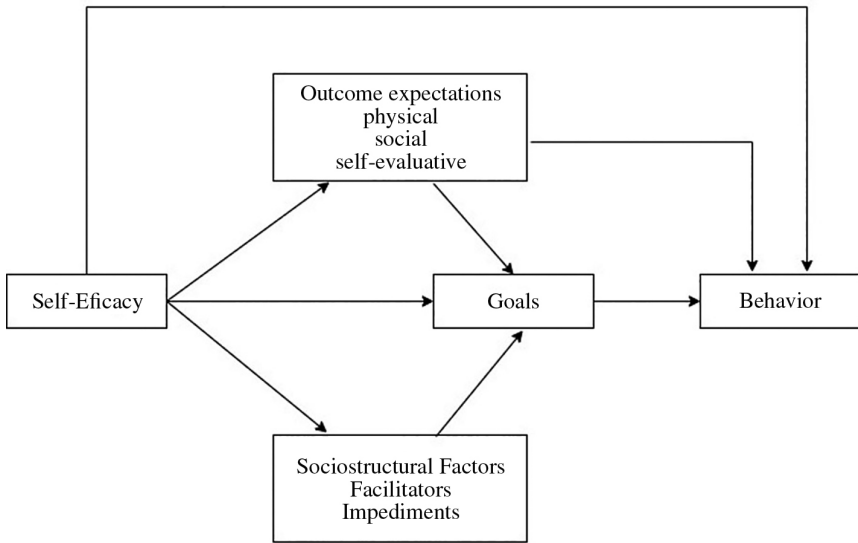 Outcome expectations
physical
social
self-evaluative
Self-Eficacy
Goals
Behavior
Sociostructural Factors
Facilitators
Impediments